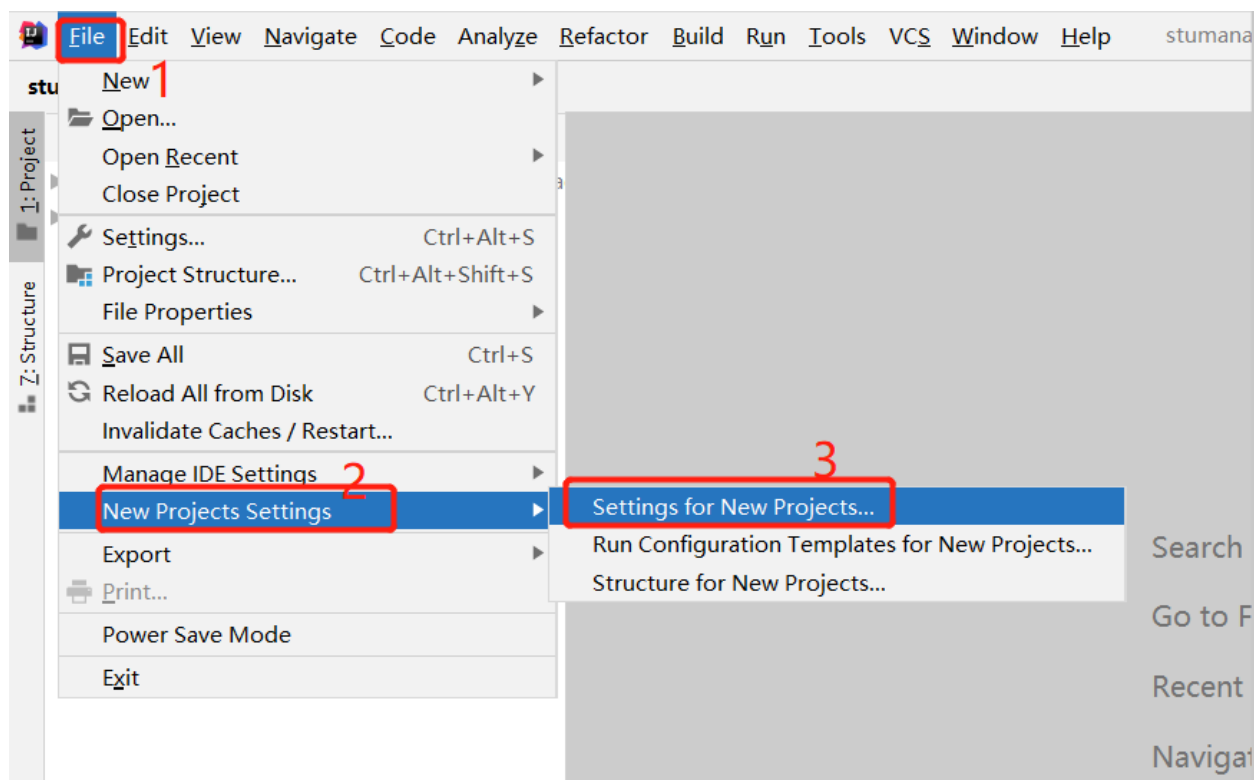 File Edit View Navigate Code Analyze Refactor Build Run Tools VCS Window Help stumana
stu
New 1
Open...
Open Recent
Close Project
Settings... Ctrl+Alt+S
Project Structure... Ctrl+Alt+Shift+S
File Properties
Save All Ctrl+S
Reload All from Disk Ctrl+Alt+Y
Invalidate Caches / Restart...
Manage IDE Settings
2
New Projects Settings
Export
Print...
Power Save Mode
Exit
3
Settings for New Projects...
Run Configuration Templates for New Projects...
Structure for New Projects...
1: Project
7: Structure
Search
Go to F
Recent
Navigat